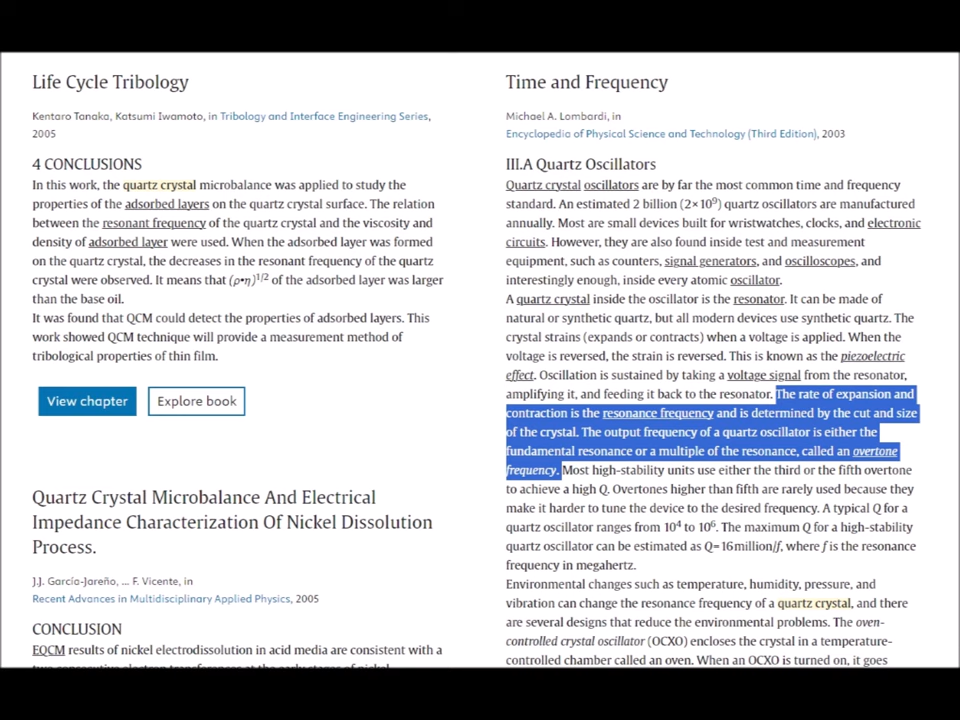 Life Cycle Tribology
Kentaro Tanaka, Katsumi Iwamoto, in Tribology and Interface Engineering Series,
2005
4 CONCLUSIONS
In this work, the quartz crystal microbalance was applied to study the
properties of the adsorbed layers on the quartz crystal surface. The relation
between the resonant frequency of the quartz crystal and the viscosity and
density of adsorbed layer were used. When the adsorbed layer was formed
on the quartz crystal, the decreases in the resonant frequency of the quartz
crystal were observed. It means that (ρ•η)^1/2 of the adsorbed layer was larger
than the base oil.
It was found that QCM could detect the properties of adsorbed layers. This
work showed QCM technique will provide a measurement method of
tribological properties of thin film.
View chapter
Explore book
Quartz Crystal Microbalance And Electrical
Impedance Characterization Of Nickel Dissolution
Process.
J.J. García-Jareño, ... F. Vicente, in
Recent Advances in Multidisciplinary Applied Physics, 2005
CONCLUSION
EQCM results of nickel electrodissolution in acid media are consistent with a
two consecutive electron transferences at the early stages of nickel
Time and Frequency
Michael A. Lombardi, in
Encyclopedia of Physical Science and Technology (Third Edition), 2003
III.A Quartz Oscillators
Quartz crystal oscillators are by far the most common time and frequency
standard. An estimated 2 billion (2×10⁹) quartz oscillators are manufactured
annually. Most are small devices built for wristwatches, clocks, and electronic
circuits. However, they are also found inside test and measurement
equipment, such as counters, signal generators, and oscilloscopes, and
interestingly enough, inside every atomic oscillator.
A quartz crystal inside the oscillator is the resonator. It can be made of
natural or synthetic quartz, but all modern devices use synthetic quartz. The
crystal strains (expands or contracts) when a voltage is applied. When the
voltage is reversed, the strain is reversed. This is known as the piezoelectric
effect. Oscillation is sustained by taking a voltage signal from the resonator,
amplifying it, and feeding it back to the resonator. The rate of expansion and
contraction is the resonance frequency and is determined by the cut and size
of the crystal. The output frequency of a quartz oscillator is either the
fundamental resonance or a multiple of the resonance, called an overtone
frequency. Most high-stability units use either the third or the fifth overtone
to achieve a high Q. Overtones higher than fifth are rarely used because they
make it harder to tune the device to the desired frequency. A typical Q for a
quartz oscillator ranges from 10⁴ to 10⁶. The maximum Q for a high-stability
quartz oscillator can be estimated as Q=16million/f, where f is the resonance
frequency in megahertz.
Environmental changes such as temperature, humidity, pressure, and
vibration can change the resonance frequency of a quartz crystal, and there
are several designs that reduce the environmental problems. The oven-
controlled crystal oscillator (OCXO) encloses the crystal in a temperature-
controlled chamber called an oven. When an OCXO is turned on, it goes